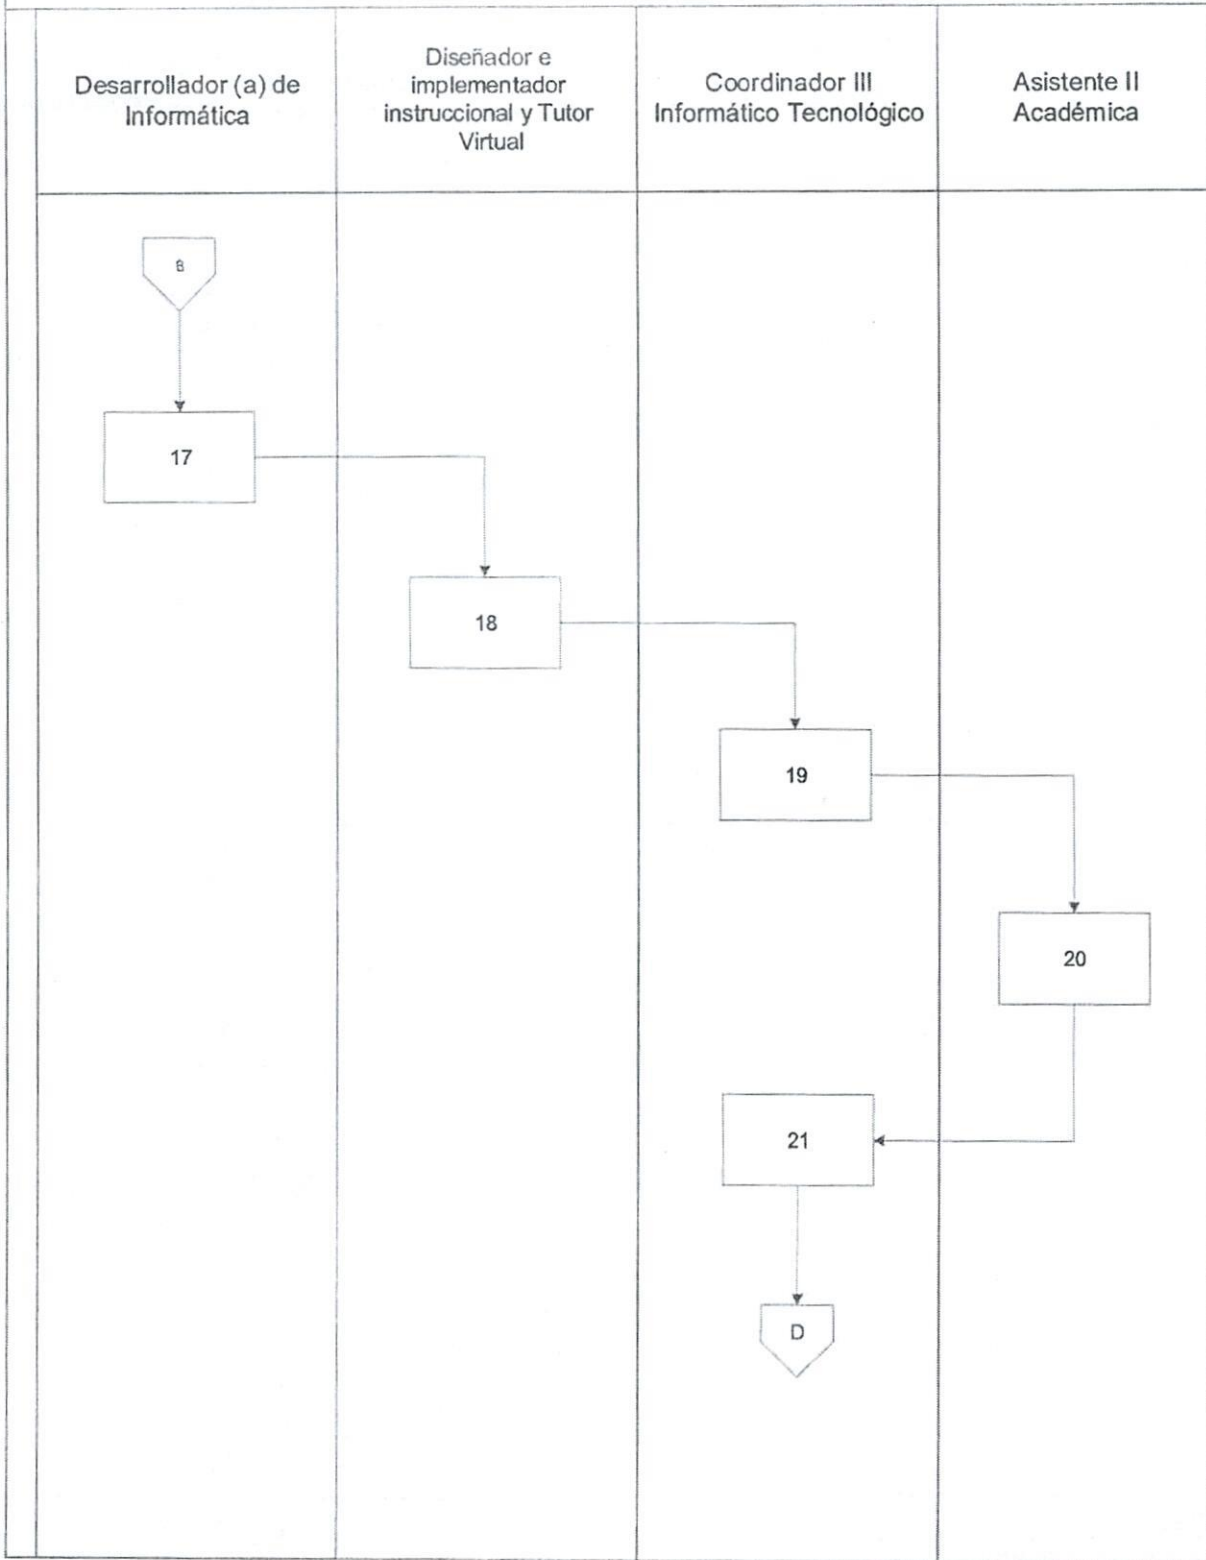 Desarrollador (a) de
Informática
Diseñador e
implementador
instruccional y Tutor
Virtual
Coordinador III
Informático Tecnológico
Asistente II
Académica
17
18
19
20
21
D